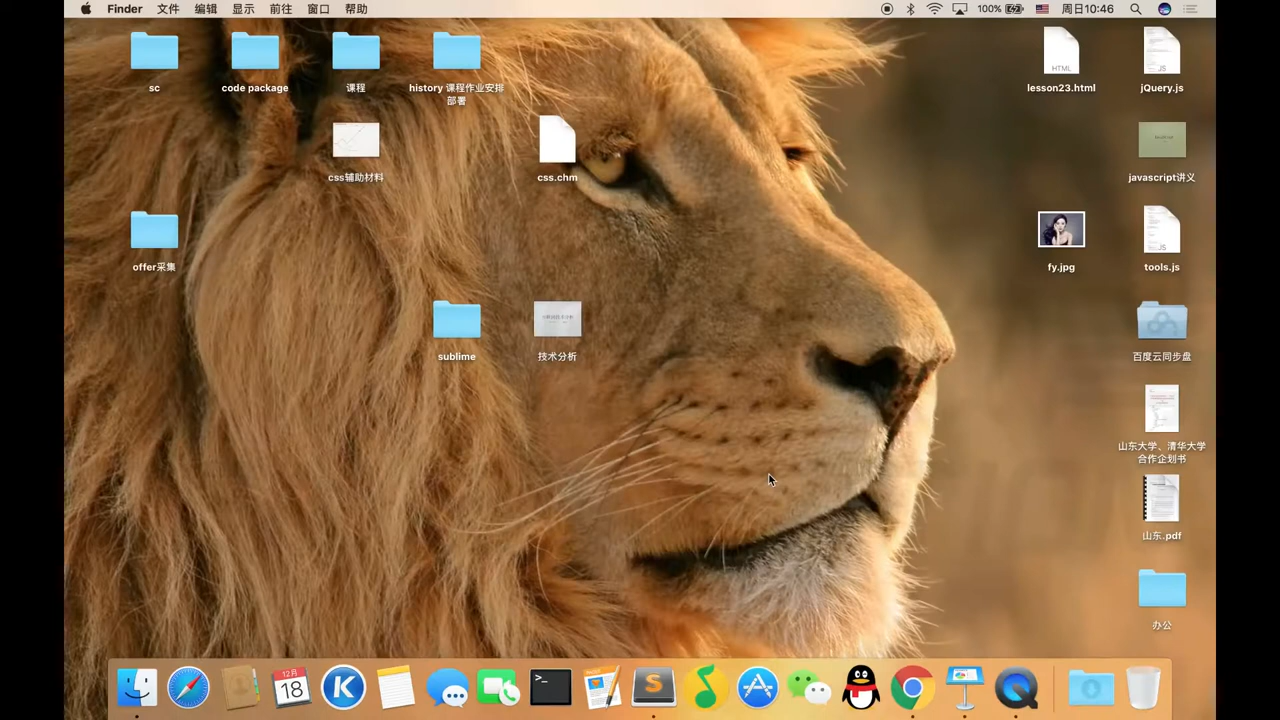 Finder 文件 编辑 显示 前往 窗口 帮助 100% 周日10:46
sc
code package
课程
history 课程作业安排
部署
HTML
lesson23.html
JS
jQuery.js
css辅助材料
css.chm
javascript讲义
offer采集
fy.jpg
JS
tools.js
sublime
技术分析
百度云同步盘
山东大学、清华大学
合作企划书
山东.pdf
办公
12月
18